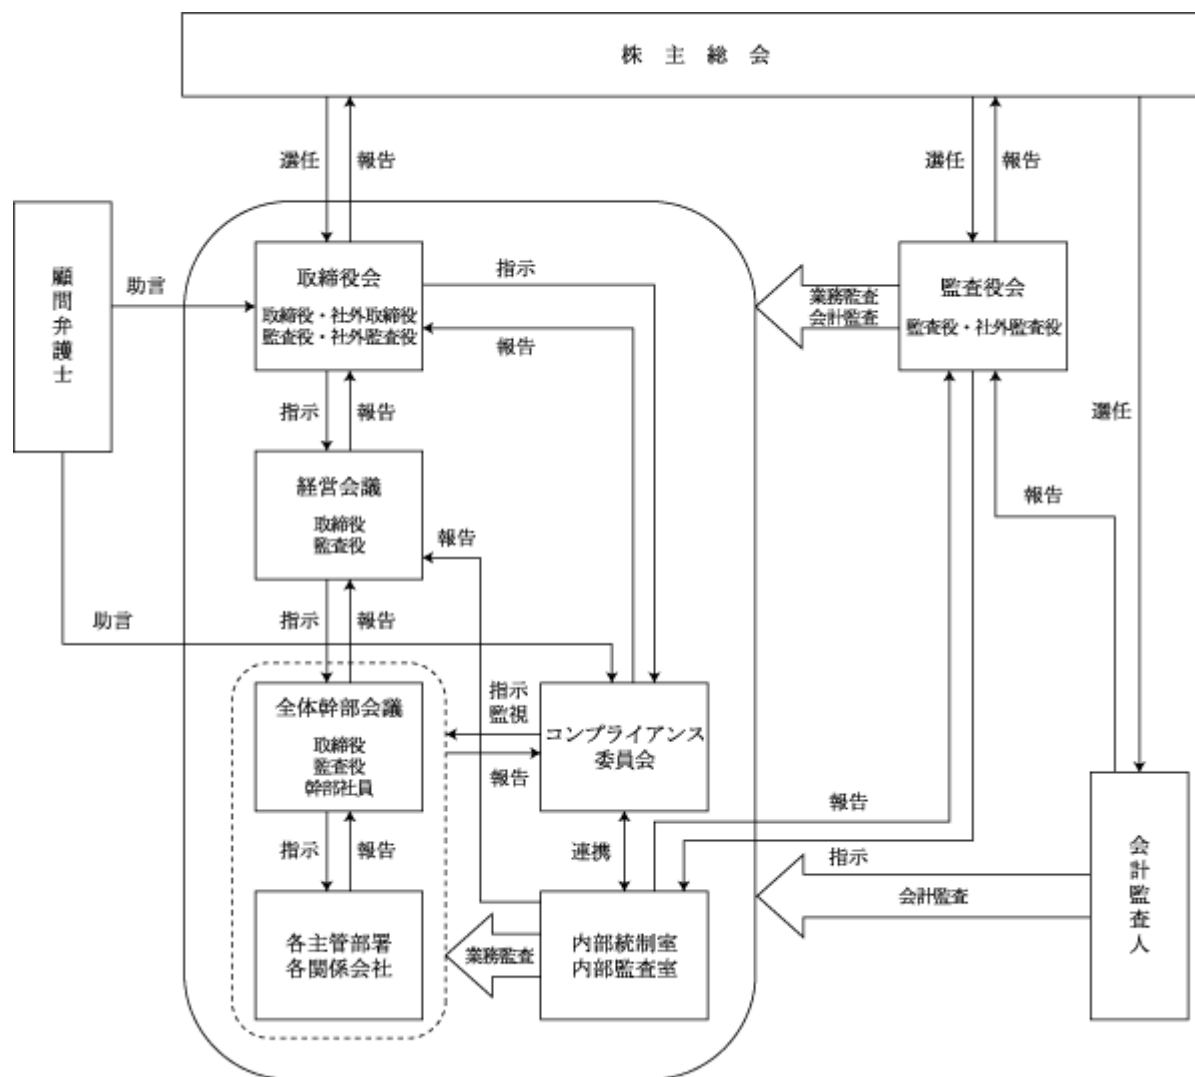 株主総会
選任
報告
選任
報告
顧問弁護士
助言
取締役会
取締役・社外取締役
監査役・社外監査役
指示
報告
業務監査
会計監査
監査役会
監査役・社外監査役
選任
指示
報告
経営会議
取締役
監査役
報告
報告
助言
指示
報告
全体幹部会議
取締役
監査役
幹部社員
指示
監視
報告
コンプライアンス
委員会
指示
報告
連携
報告
指示
会計監査
会計監査人
各主管部署
各関係会社
業務監査
内部統制室
内部監査室